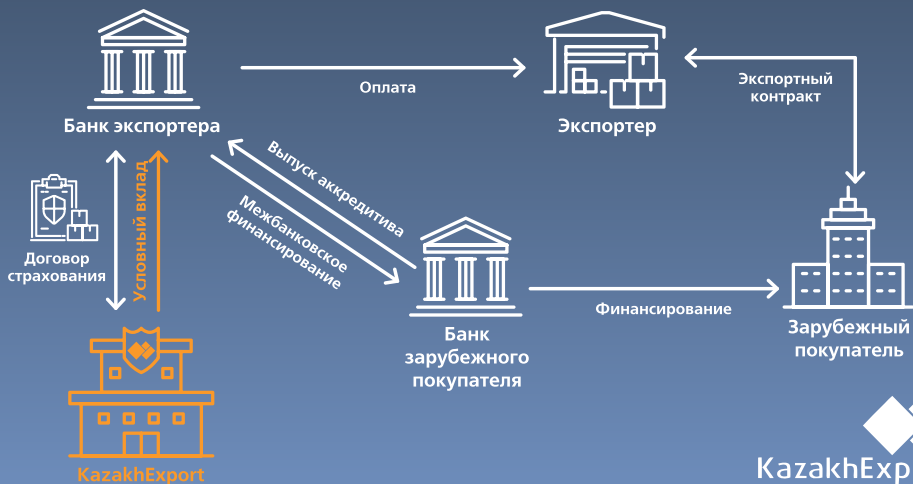 Банк экспортера
Оплата
Экспортер
Экспортный
контракт
Договор
страхования
Условный вклад
Выпуск аккредитива
Межбанковское
финансирование
Банк
зарубежного
покупателя
Финансирование
Зарубежный
покупатель
KazakhExport
KazakhExp